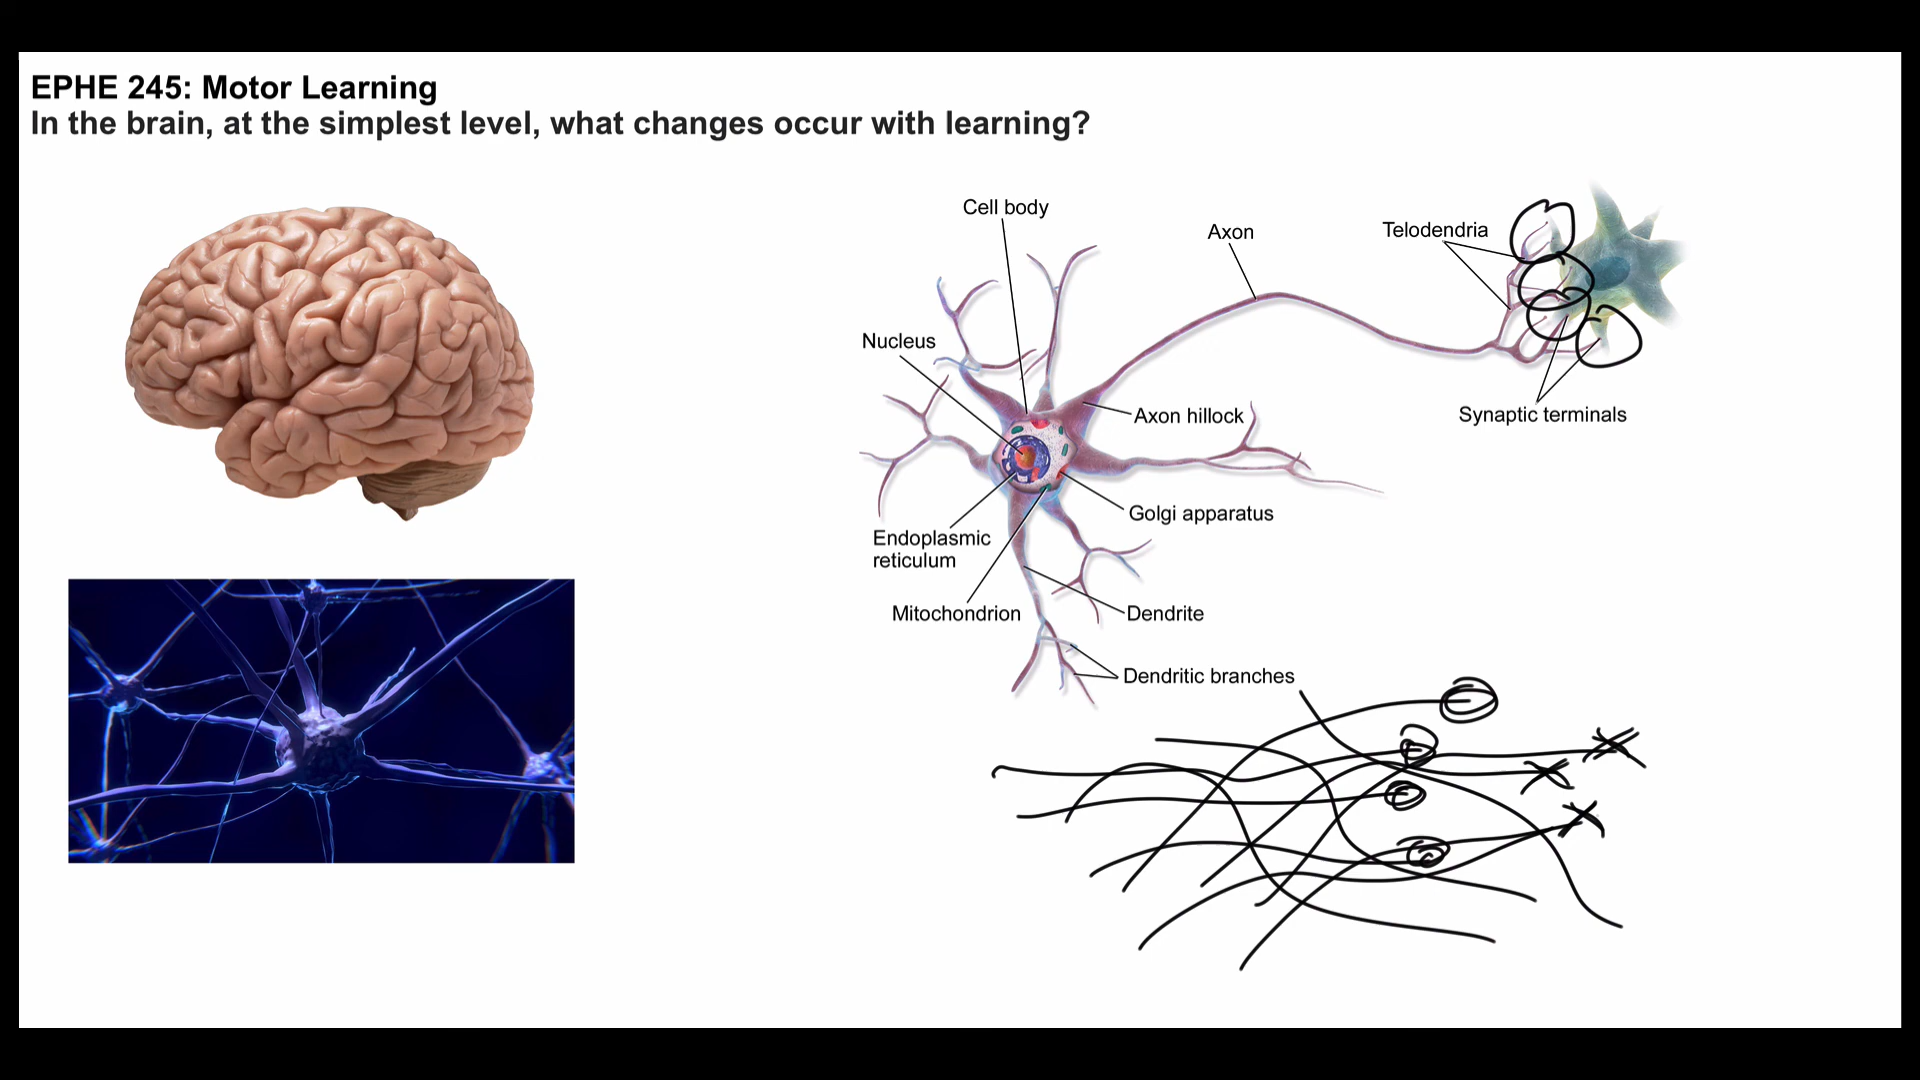 EPHE 245: Motor Learning
In the brain, at the simplest level, what changes occur with learning?
Cell body
Axon
Telodendria
Nucleus
Axon hillock
Synaptic terminals
Golgi apparatus
Endoplasmic
reticulum
Mitochondrion
Dendrite
Dendritic branches